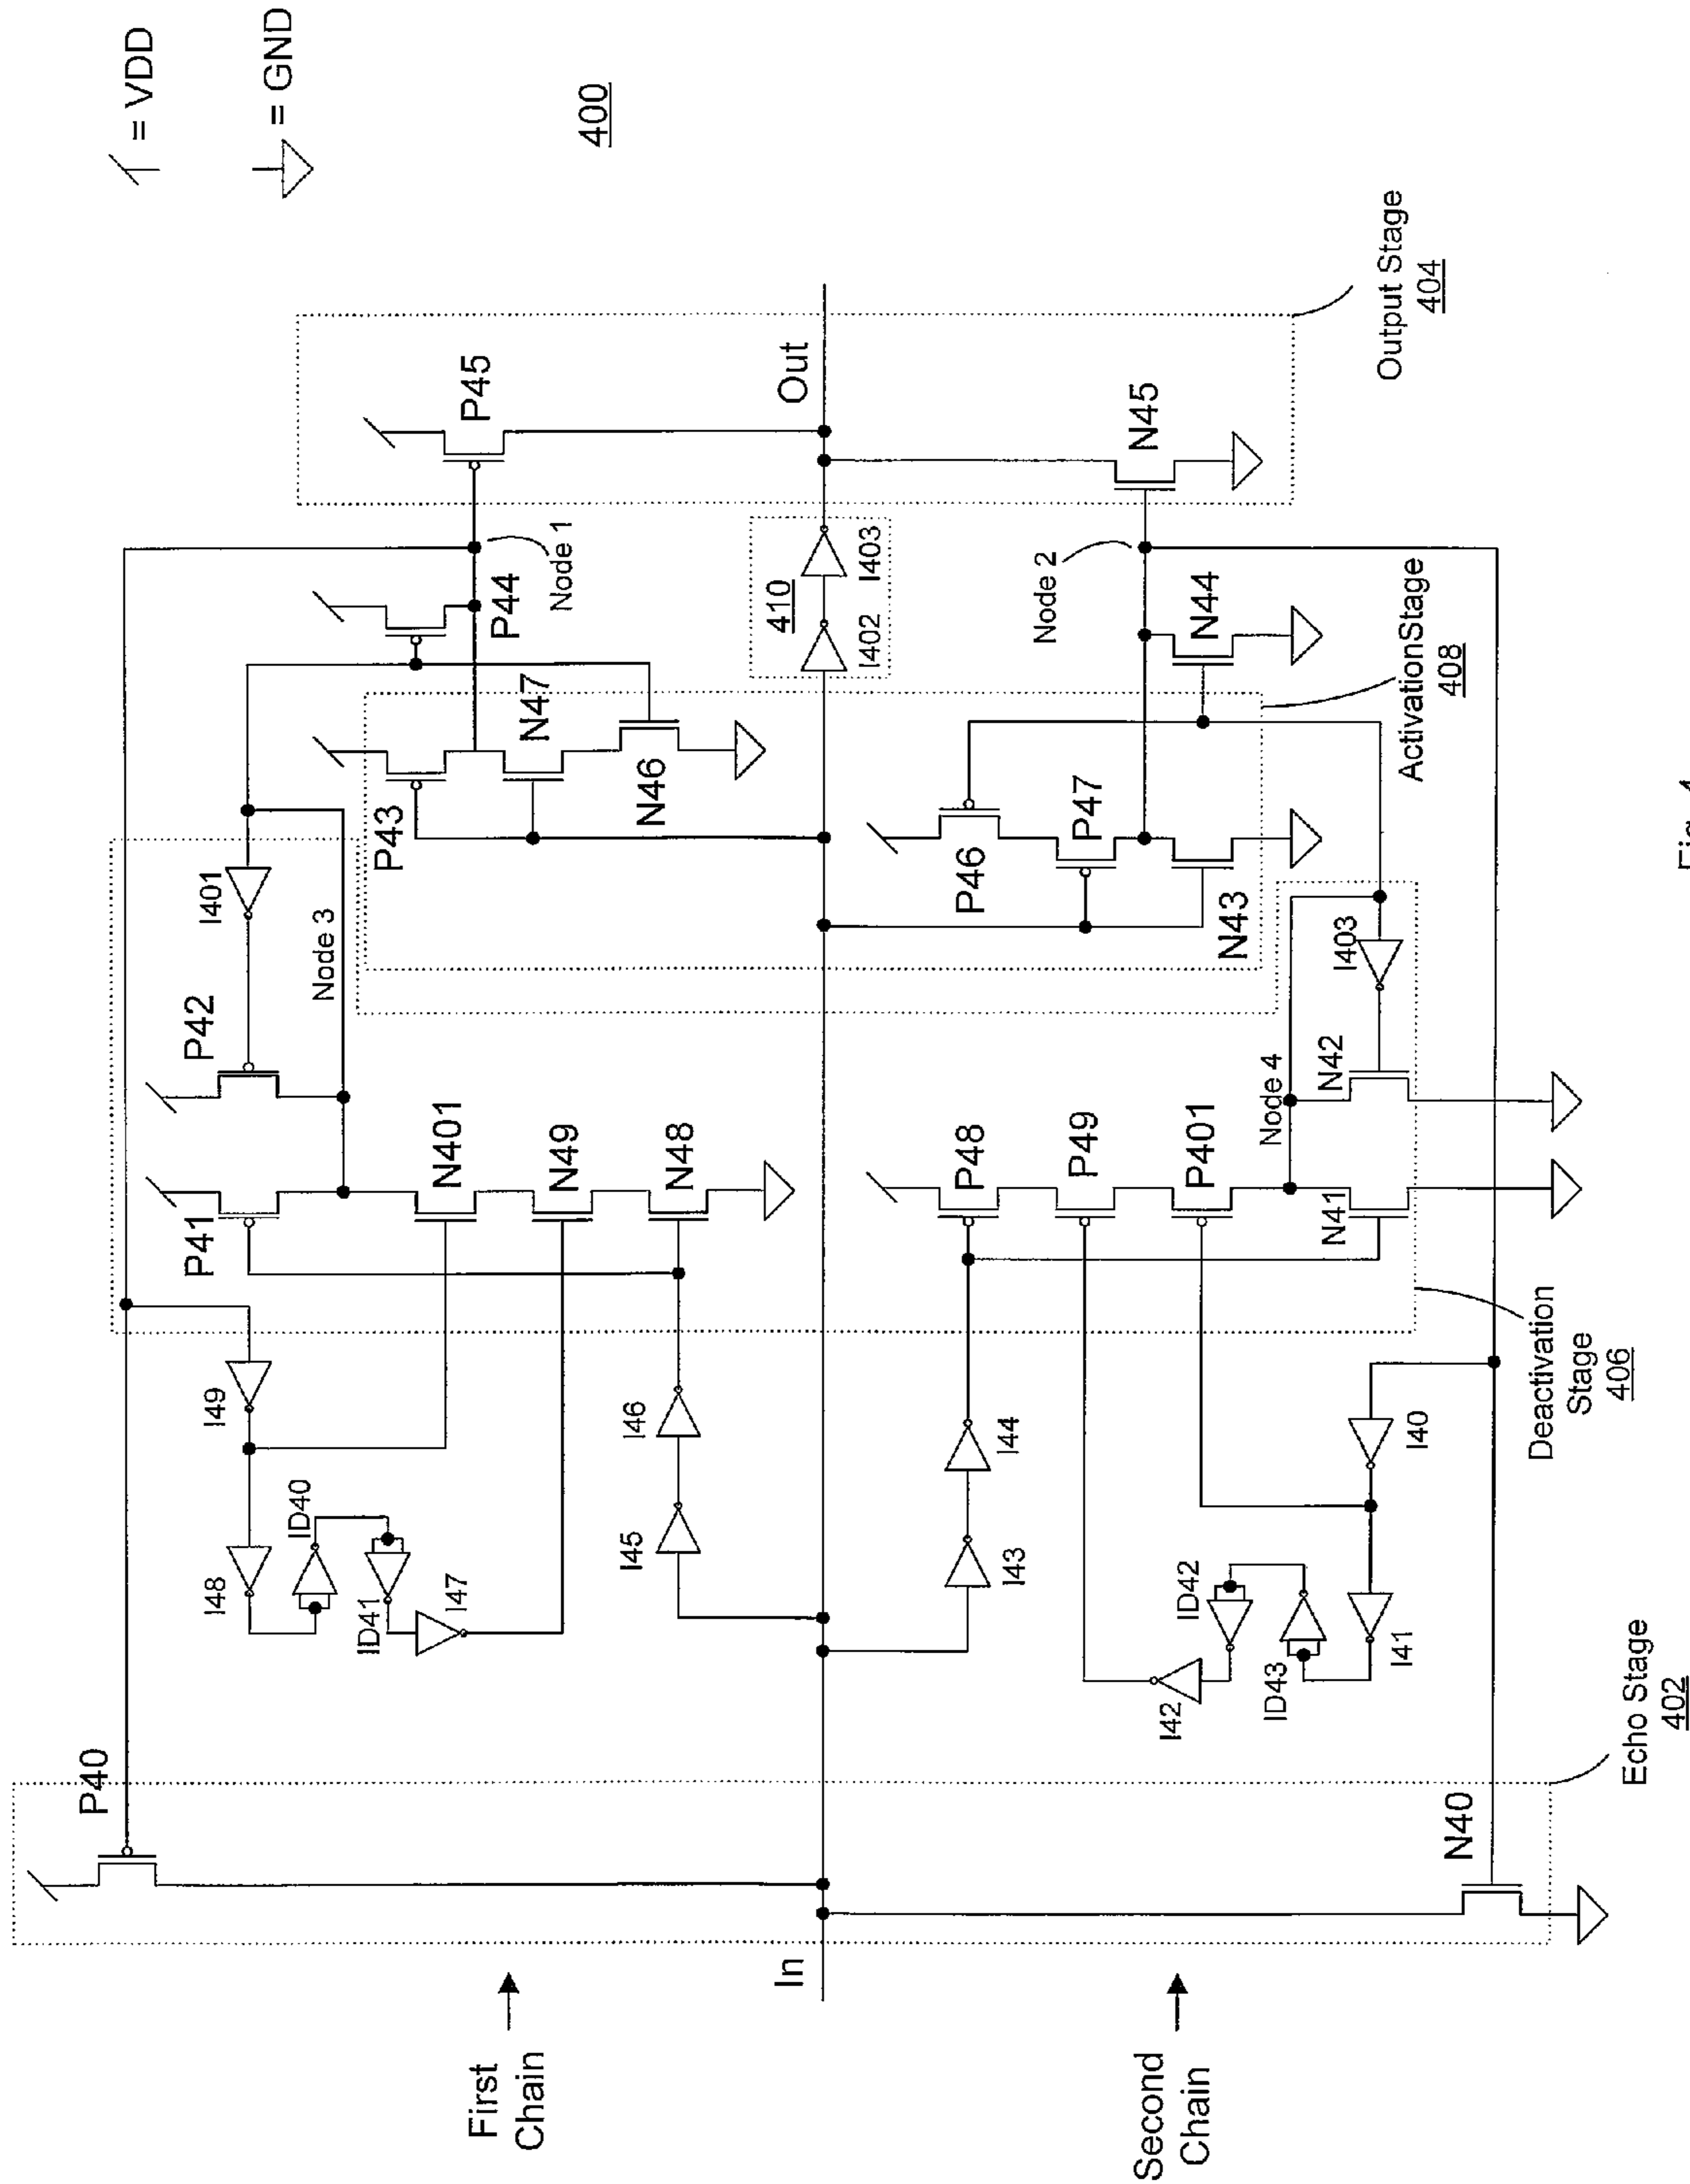 / = VDD
= GND
400
First
Chain
Second
Chain
In
Out
P40
N40
Echo Stage
402
I49
I48
ID40
ID41
I47
I45
I46
I43
I44
I42
ID42
ID43
I41
I40
Deactivation
Stage
406
P41
N401
N49
N48
P42
I401
Node 3
P48
P49
P401
N41
Node 4
N42
I403
P43
N47
N46
P44
Node 1
P46
P47
N43
N44
Node 2
ActivationStage
408
410
I402
I403
P45
N45
Output Stage
404